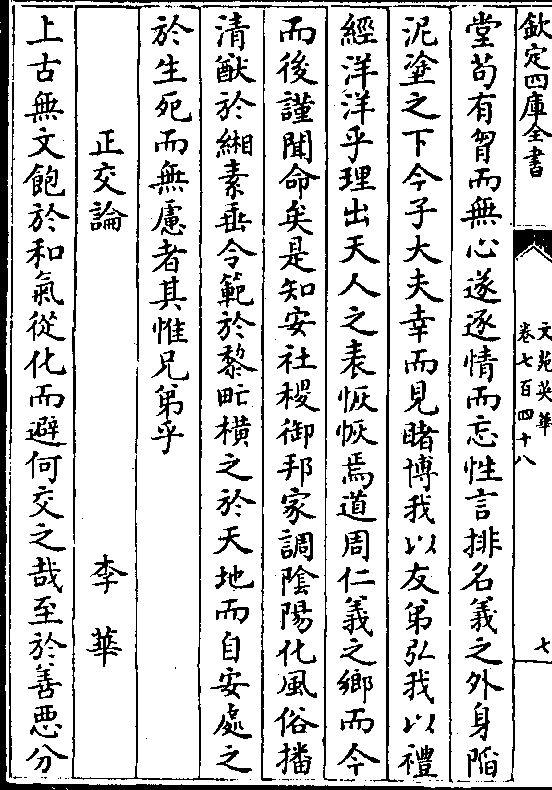 欽定四庫全書
文苑英華
卷七百四十八
七
堂苟有胷而無心遂逐情而忘性言排名義之外身陷
泥塗之下今子大夫幸而見睹博我以友弟弘我以禮
經洋洋乎理出天人之表恢恢焉道周仁義之鄉而今
而後謹聞命矣是知安社稷御邦家調隂陽化風俗播
清猷於緗素垂令範於黎甿横之於天地而自安處之
於生死而無慮者其惟兄弟乎
正交論 李華
上古無文飽於和氣從化而避何交之哉至於善惡分